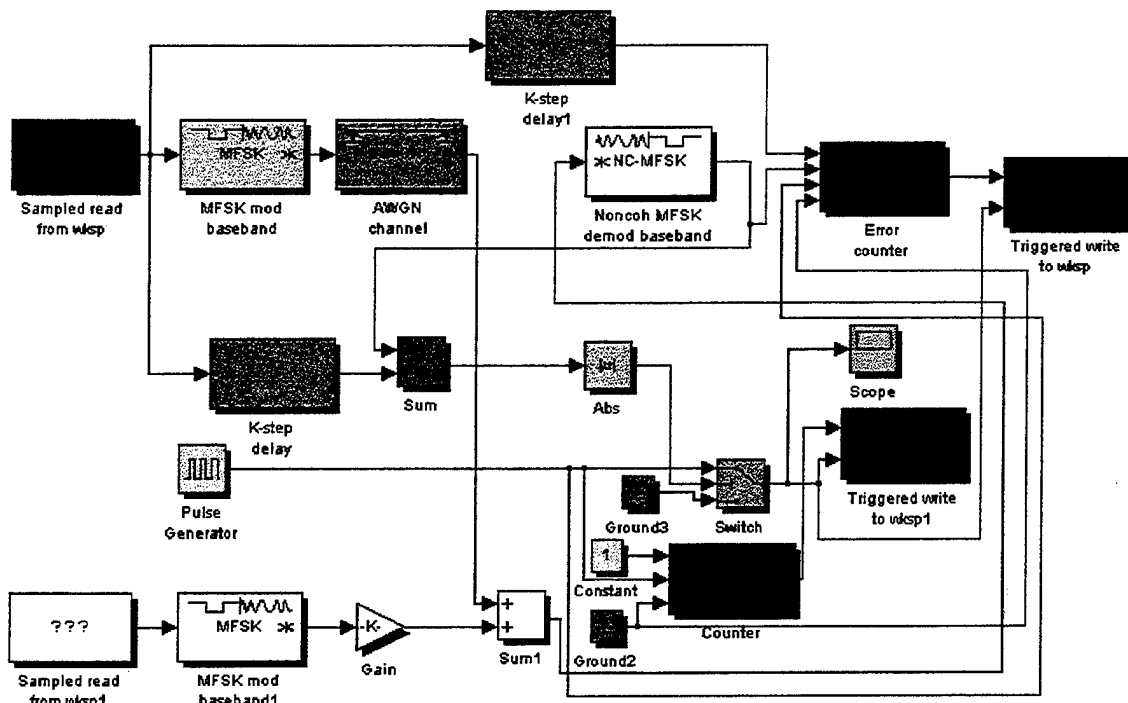 K-step
delay1
MFSK
NC-MFSK
Sampled read
from wksp
MFSK mod
baseband
AWGN
channel
Noncoh MFSK
demod baseband
Error
counter
Triggered write
to wksp
Sum
Abs
Scope
K-step
delay
Pulse
Generator
Ground3
Switch
Triggered write
to wksp1
1
Constant
Counter
Ground2
???
MFSK
-K-
+
+
Sum1
Gain
Sampled read
from wksp1
MFSK mod
baseband1